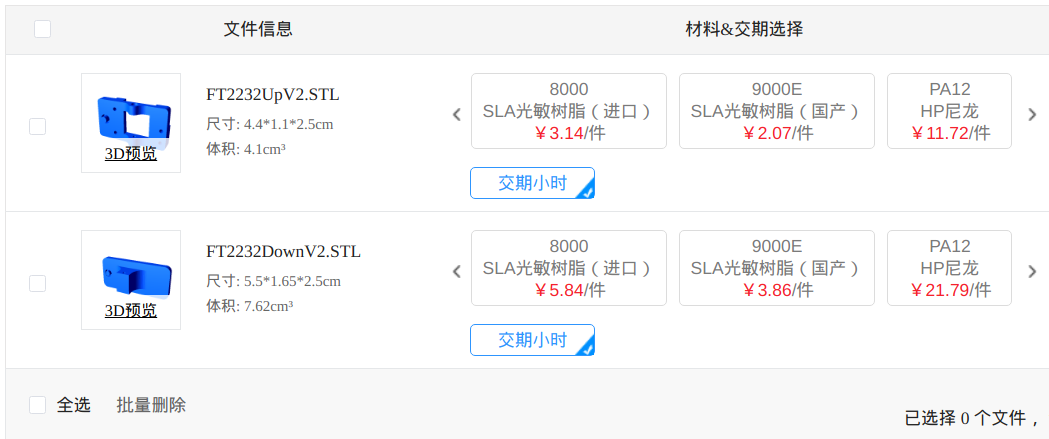 文件信息
材料&交期选择
FT2232UpV2.STL
尺寸: 4.4*1.1*2.5cm
体积: 4.1cm³
3D预览
8000
SLA光敏树脂（进口）
￥3.14/件
9000E
SLA光敏树脂（国产）
￥2.07/件
PA12
HP尼龙
￥11.72/件
交期小时
FT2232DownV2.STL
尺寸: 5.5*1.65*2.5cm
体积: 7.62cm³
3D预览
8000
SLA光敏树脂（进口）
￥5.84/件
9000E
SLA光敏树脂（国产）
￥3.86/件
PA12
HP尼龙
￥21.79/件
交期小时
全选 批量删除
已选择 0 个文件，